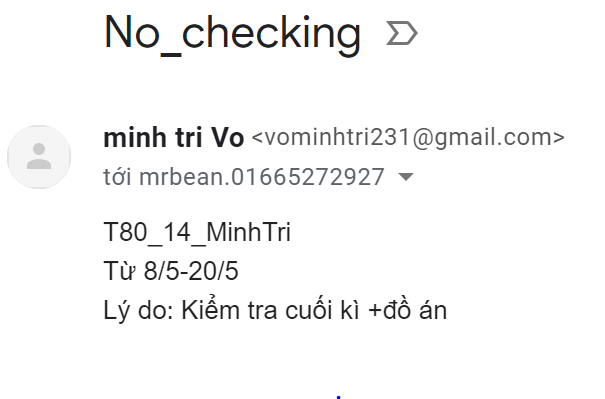 No_checking
minh tri Vo <vominhtri231@gmail.com>
tới mrbean.01665272927
T80_14_MinhTri
Từ 8/5-20/5
Lý do: Kiểm tra cuối kì +đồ án